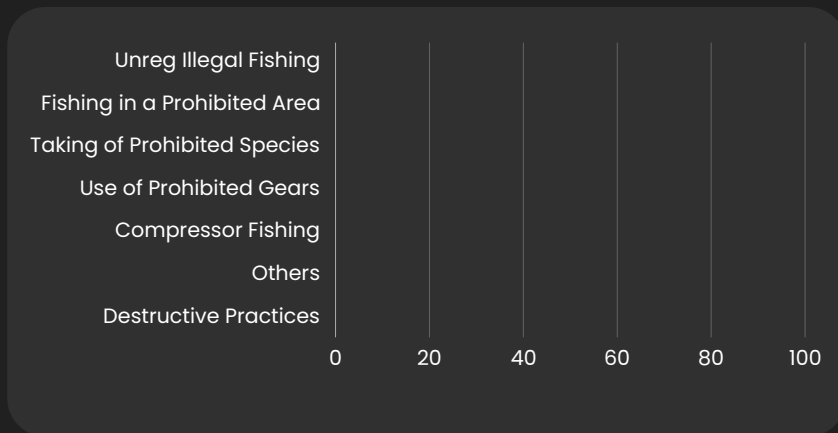 Unreg Illegal Fishing
Fishing in a Prohibited Area
Taking of Prohibited Species
Use of Prohibited Gears
Compressor Fishing
Others
Destructive Practices
0 20 40 60 80 100